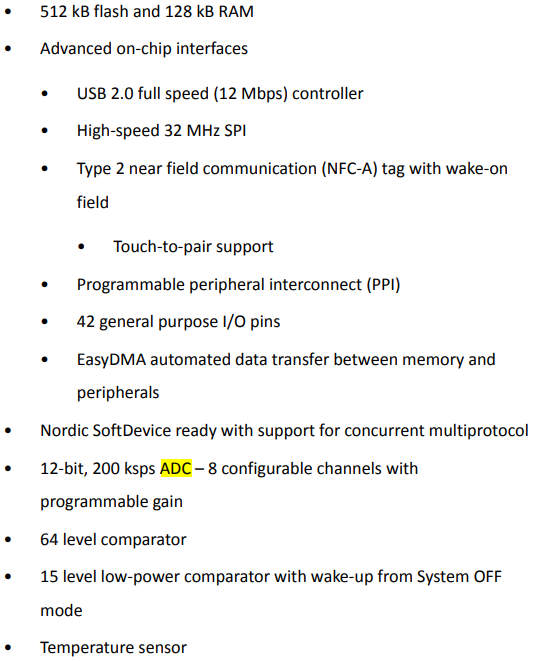 • 512 kB flash and 128 kB RAM
• Advanced on-chip interfaces
• USB 2.0 full speed (12 Mbps) controller
• High-speed 32 MHz SPI
• Type 2 near field communication (NFC-A) tag with wake-on
field
• Touch-to-pair support
• Programmable peripheral interconnect (PPI)
• 42 general purpose I/O pins
• EasyDMA automated data transfer between memory and
peripherals
• Nordic SoftDevice ready with support for concurrent multiprotocol
• 12-bit, 200 ksps ADC – 8 configurable channels with
programmable gain
• 64 level comparator
• 15 level low-power comparator with wake-up from System OFF
mode
• Temperature sensor